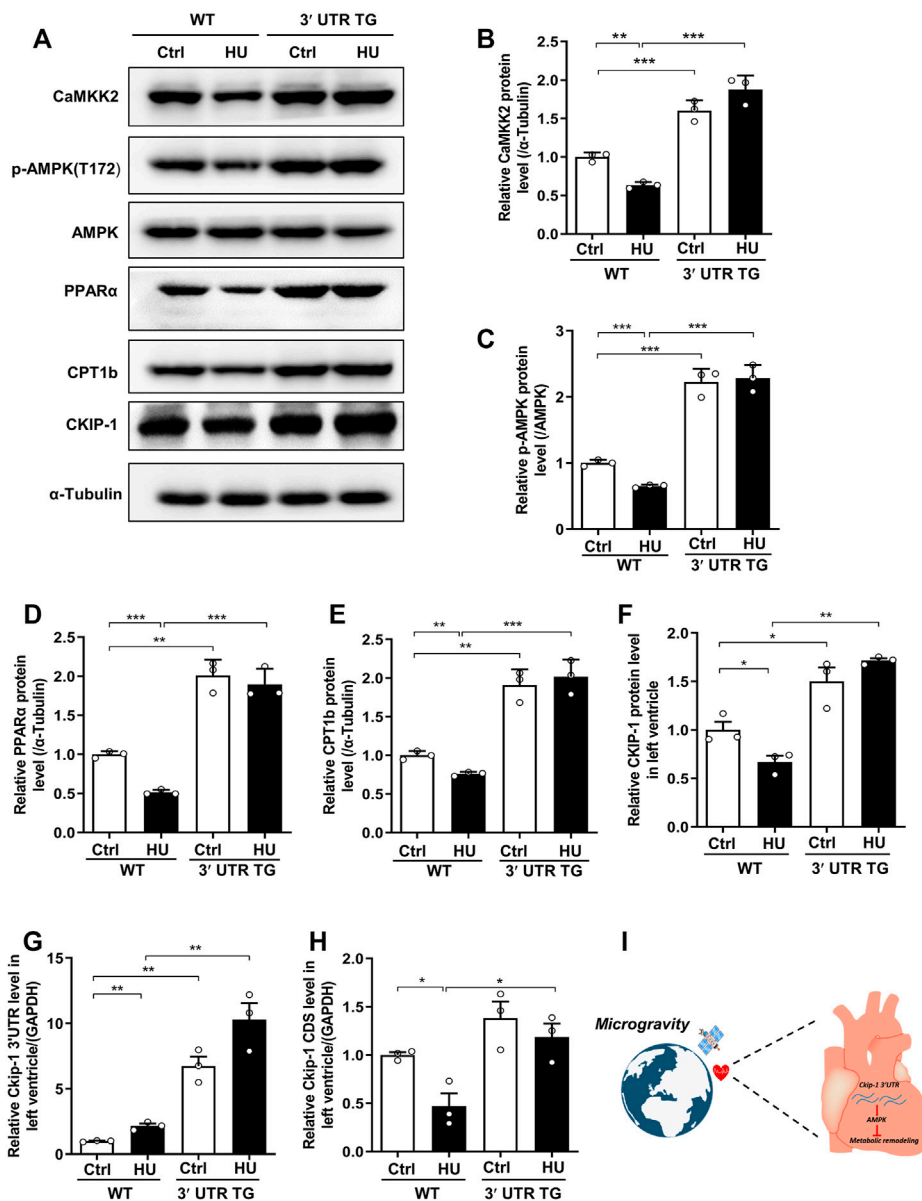 A
WT 3′ UTR TG
Ctrl HU Ctrl HU
CaMKK2
p-AMPK(T172)
AMPK
PPARα
CPT1b
CKIP-1
α-Tubulin
B
Relative CaMKK2 protein
level (/α-Tubulin)
2.5
2.0
1.5
1.0
0.5
0.0
** ***
***
Ctrl HU Ctrl HU
WT 3′ UTR TG
C
Relative p-AMPK protein
level (/AMPK)
3
2
1
0
*** ***
***
Ctrl HU Ctrl HU
WT 3′ UTR TG
D
Relative PPARα protein
level (/α-Tubulin)
2.5
2.0
1.5
1.0
0.5
0.0
*** ***
**
Ctrl HU Ctrl HU
WT 3′ UTR TG
E
Relative CPT1b protein
level (/α-Tubulin)
2.5
2.0
1.5
1.0
0.5
0.0
** ***
**
Ctrl HU Ctrl HU
WT 3′ UTR TG
F
Relative CKIP-1 protein level
in left ventricle
2.0
1.5
1.0
0.5
0.0
**
*
*
Ctrl HU Ctrl HU
WT 3′ UTR TG
G
Relative Ckip-1 3'UTR level in
left ventricle/(GAPDH)
15
10
5
0
**
**
**
Ctrl HU Ctrl HU
WT 3′ UTR TG
H
Relative Ckip-1 CDS level in
left ventricle/(GAPDH)
2.0
1.5
1.0
0.5
0.0
* *
Ctrl HU Ctrl HU
WT 3′ UTR TG
I
Microgravity
Ckip-1 3'UTR
AMPK
Metabolic remodeling